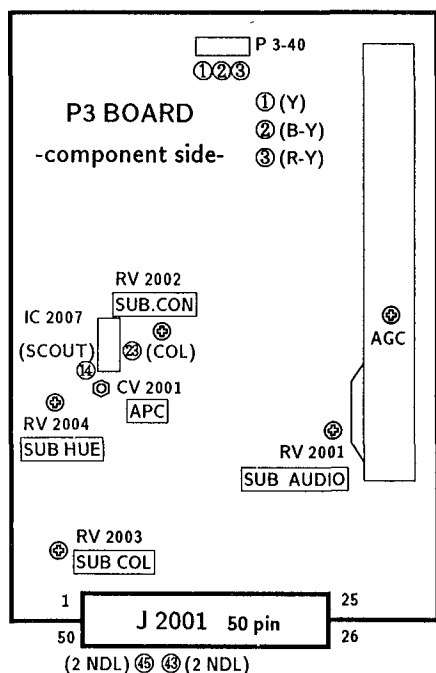 P 3-40
①②③
P3 BOARD
-component side-
① (Y)
② (B-Y)
③ (R-Y)
RV 2002
SUB.CON
IC 2007
(SCOUT)
㉓ (COL)
⑭
AGC
CV 2001
APC
RV 2004
SUB HUE
RV 2001
SUB AUDIO
RV 2003
SUB COL
1
25
J 2001 50 pin
50
26
(2 NDL) ㊺ ㊸ (2 NDL)